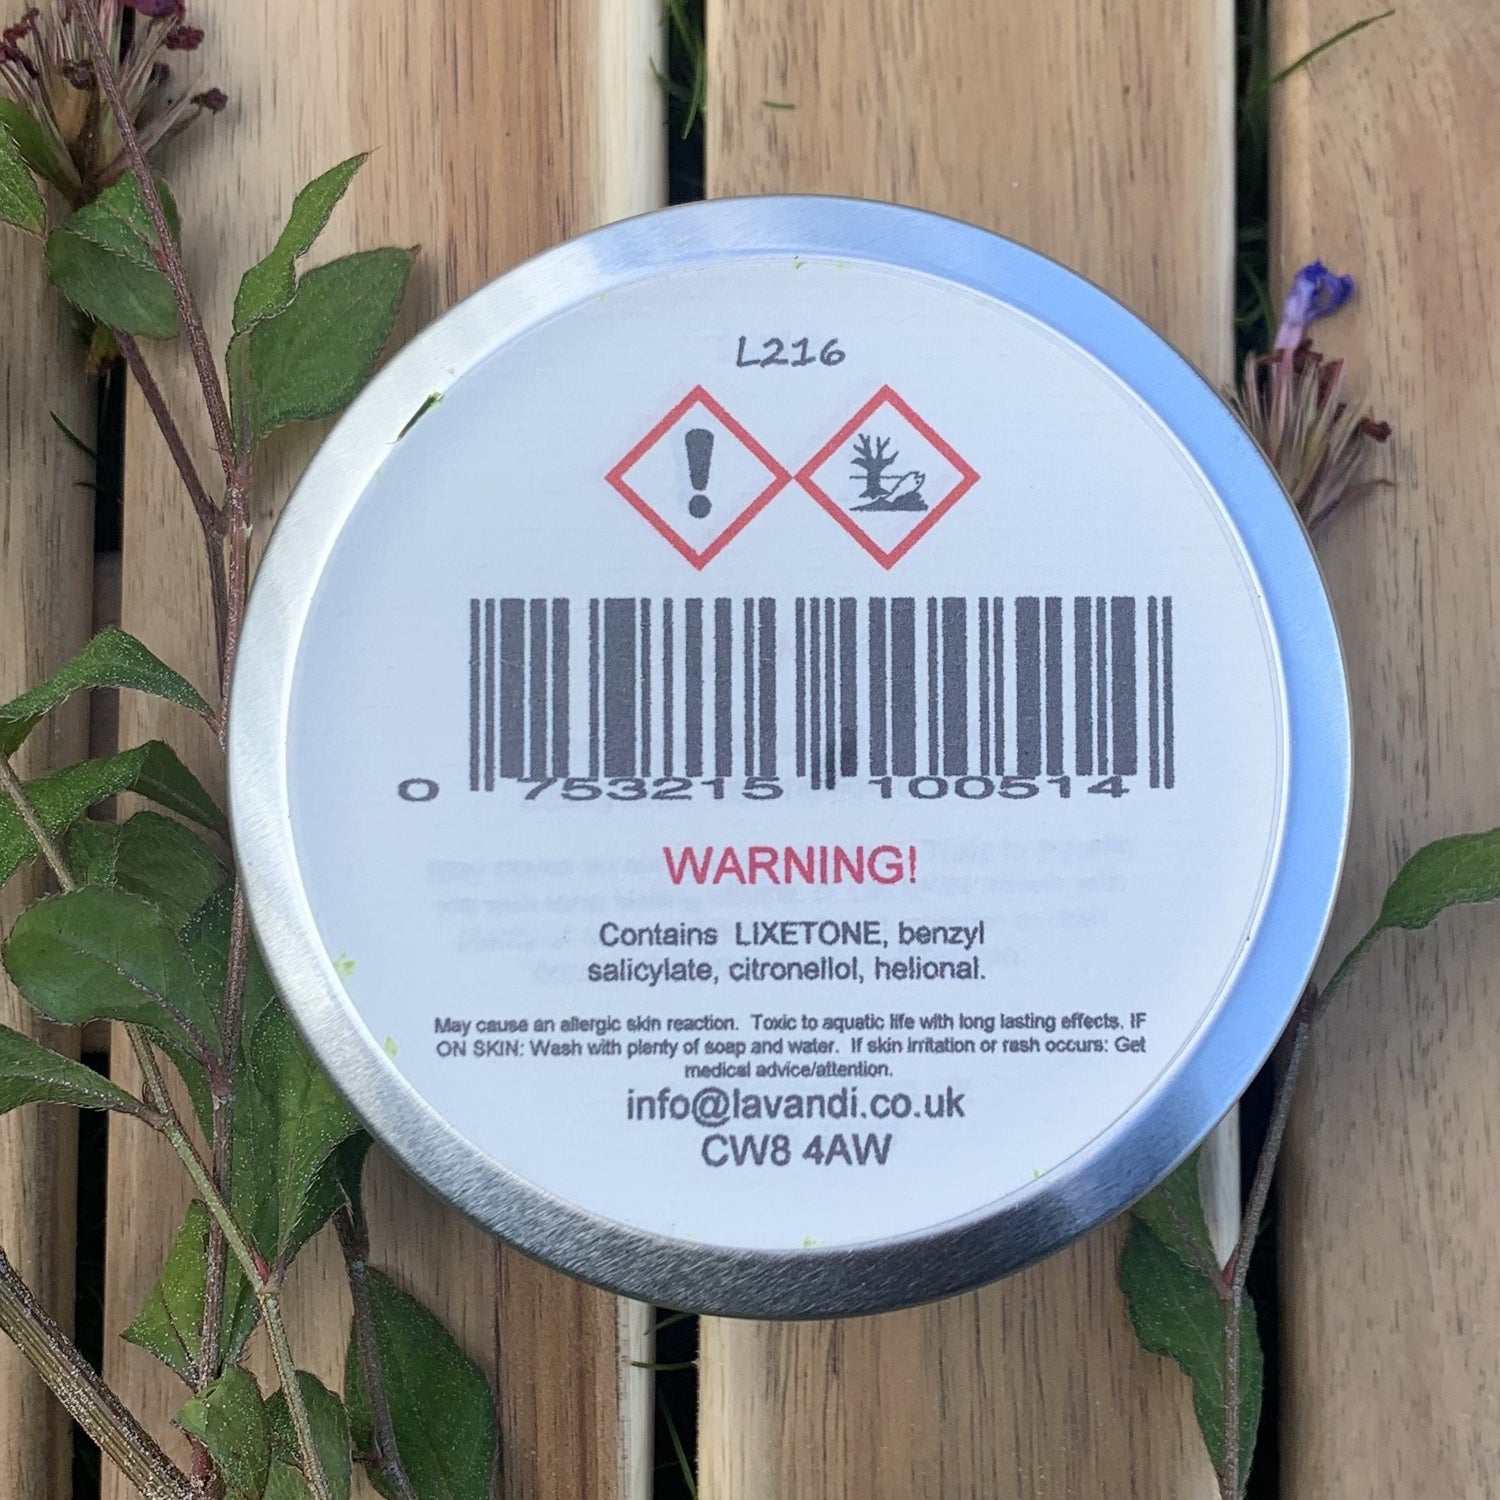 L216
0 753215 100514
WARNING!
Contains LIXETONE, benzyl
salicylate, citronellol, helional.
May cause an allergic skin reaction. Toxic to aquatic life with long lasting effects. IF
ON SKIN: Wash with plenty of soap and water. If skin irritation or rash occurs: Get
medical advice/attention.
info@lavandi.co.uk
CW8 4AW